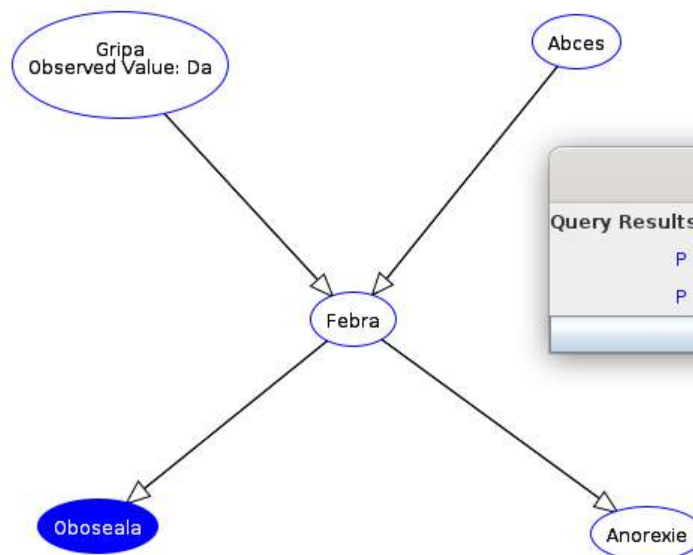 Gripa
Observed Value: Da
Abces
Query Results
P
P
Febra
Oboseala
Anorexie